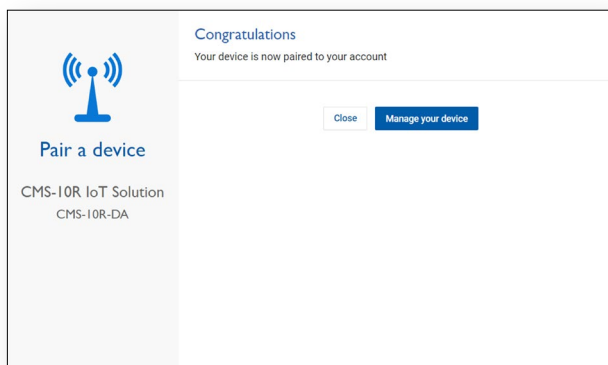 Pair a device
CMS-10R IoT Solution
CMS-10R-DA
Congratulations
Your device is now paired to your account
Close
Manage your device